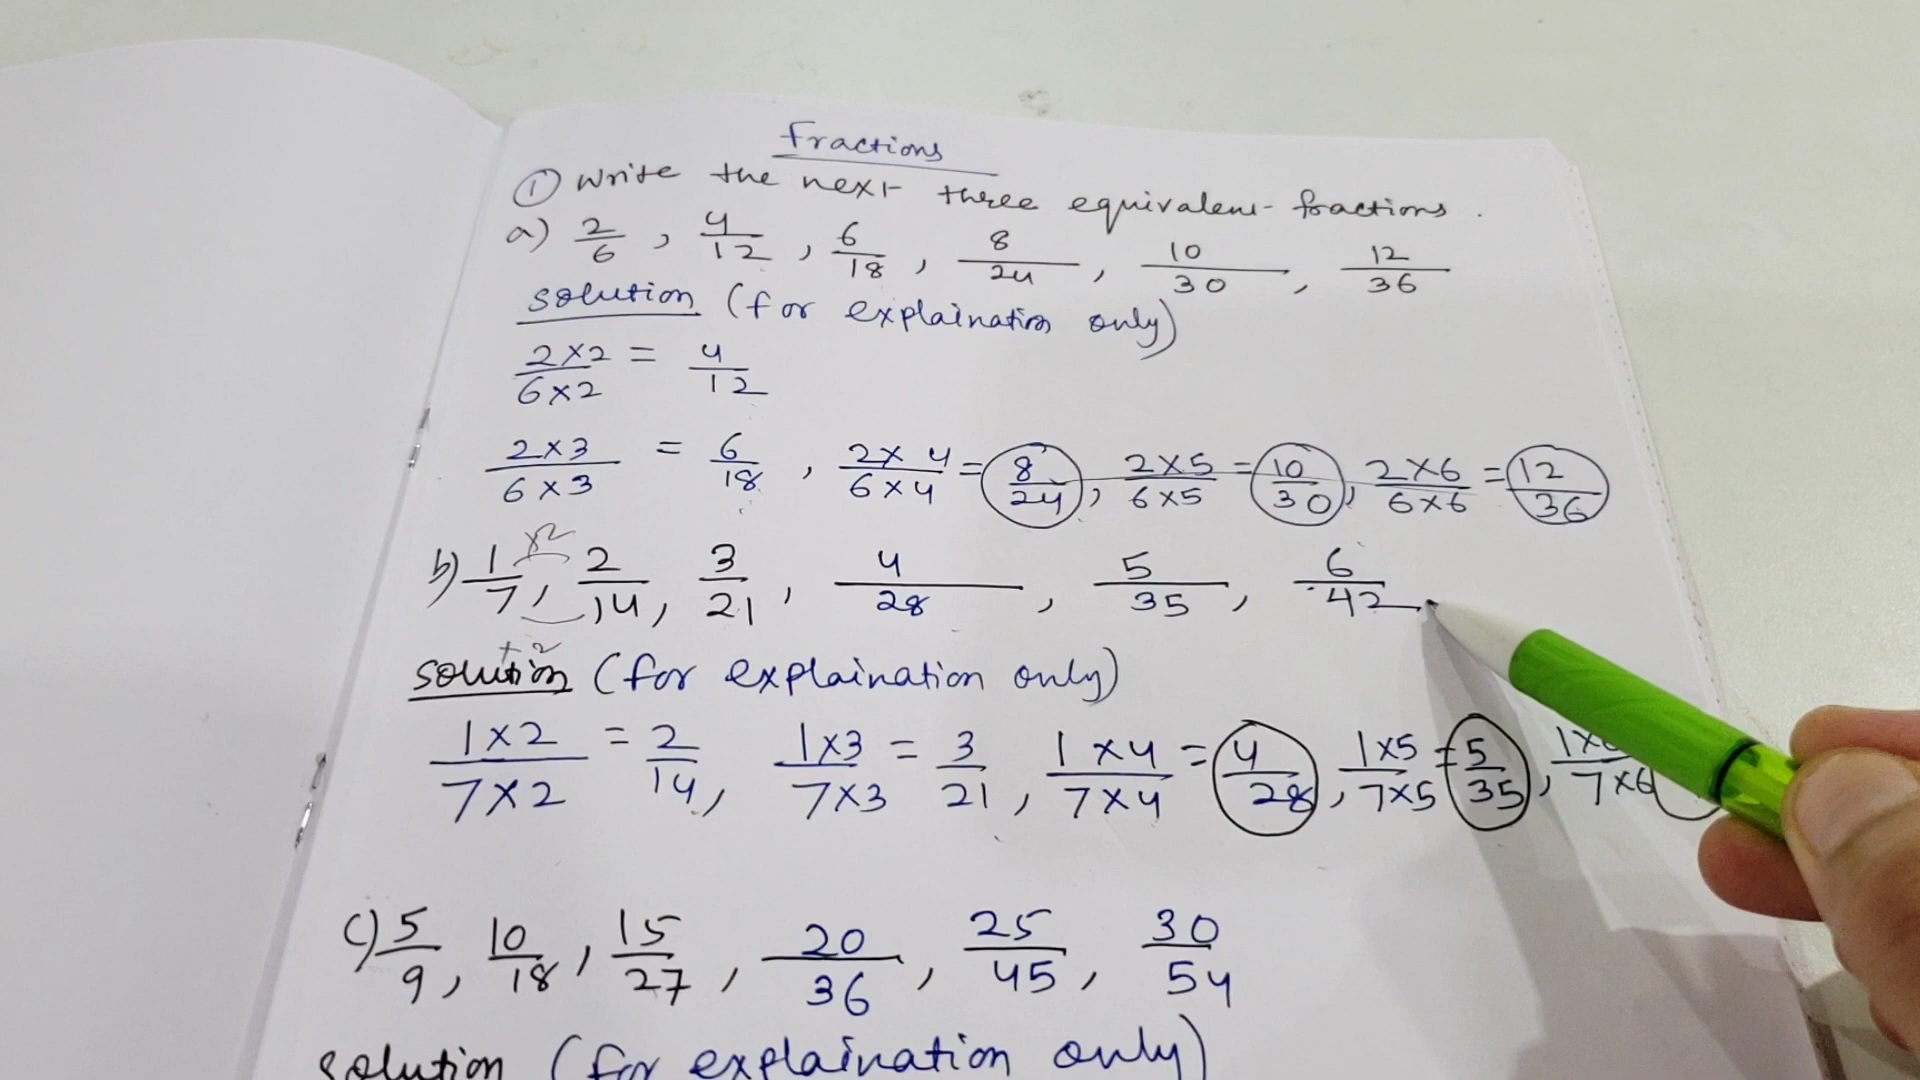 Fractions
① Write the next three equivalent fractions.
a) 2/6, 4/12, 6/18, 8/24, 10/30, 12/36
solution (for explaination only)
2×2/6×2 = 4/12
2×3/6×3 = 6/18, 2×4/6×4 = 8/24, 2×5/6×5 = 10/30, 2×6/6×6 = 12/36
×2
b) 1/7, 2/14, 3/21, 4/28, 5/35, 6/42
solution (for explaination only)
1×2/7×2 = 2/14, 1×3/7×3 = 3/21, 1×4/7×4 = 4/28, 1×5/7×5 = 5/35, 7×6
c) 5/9, 10/18, 15/27, 20/36, 25/45, 30/54
solution (for explaination only)